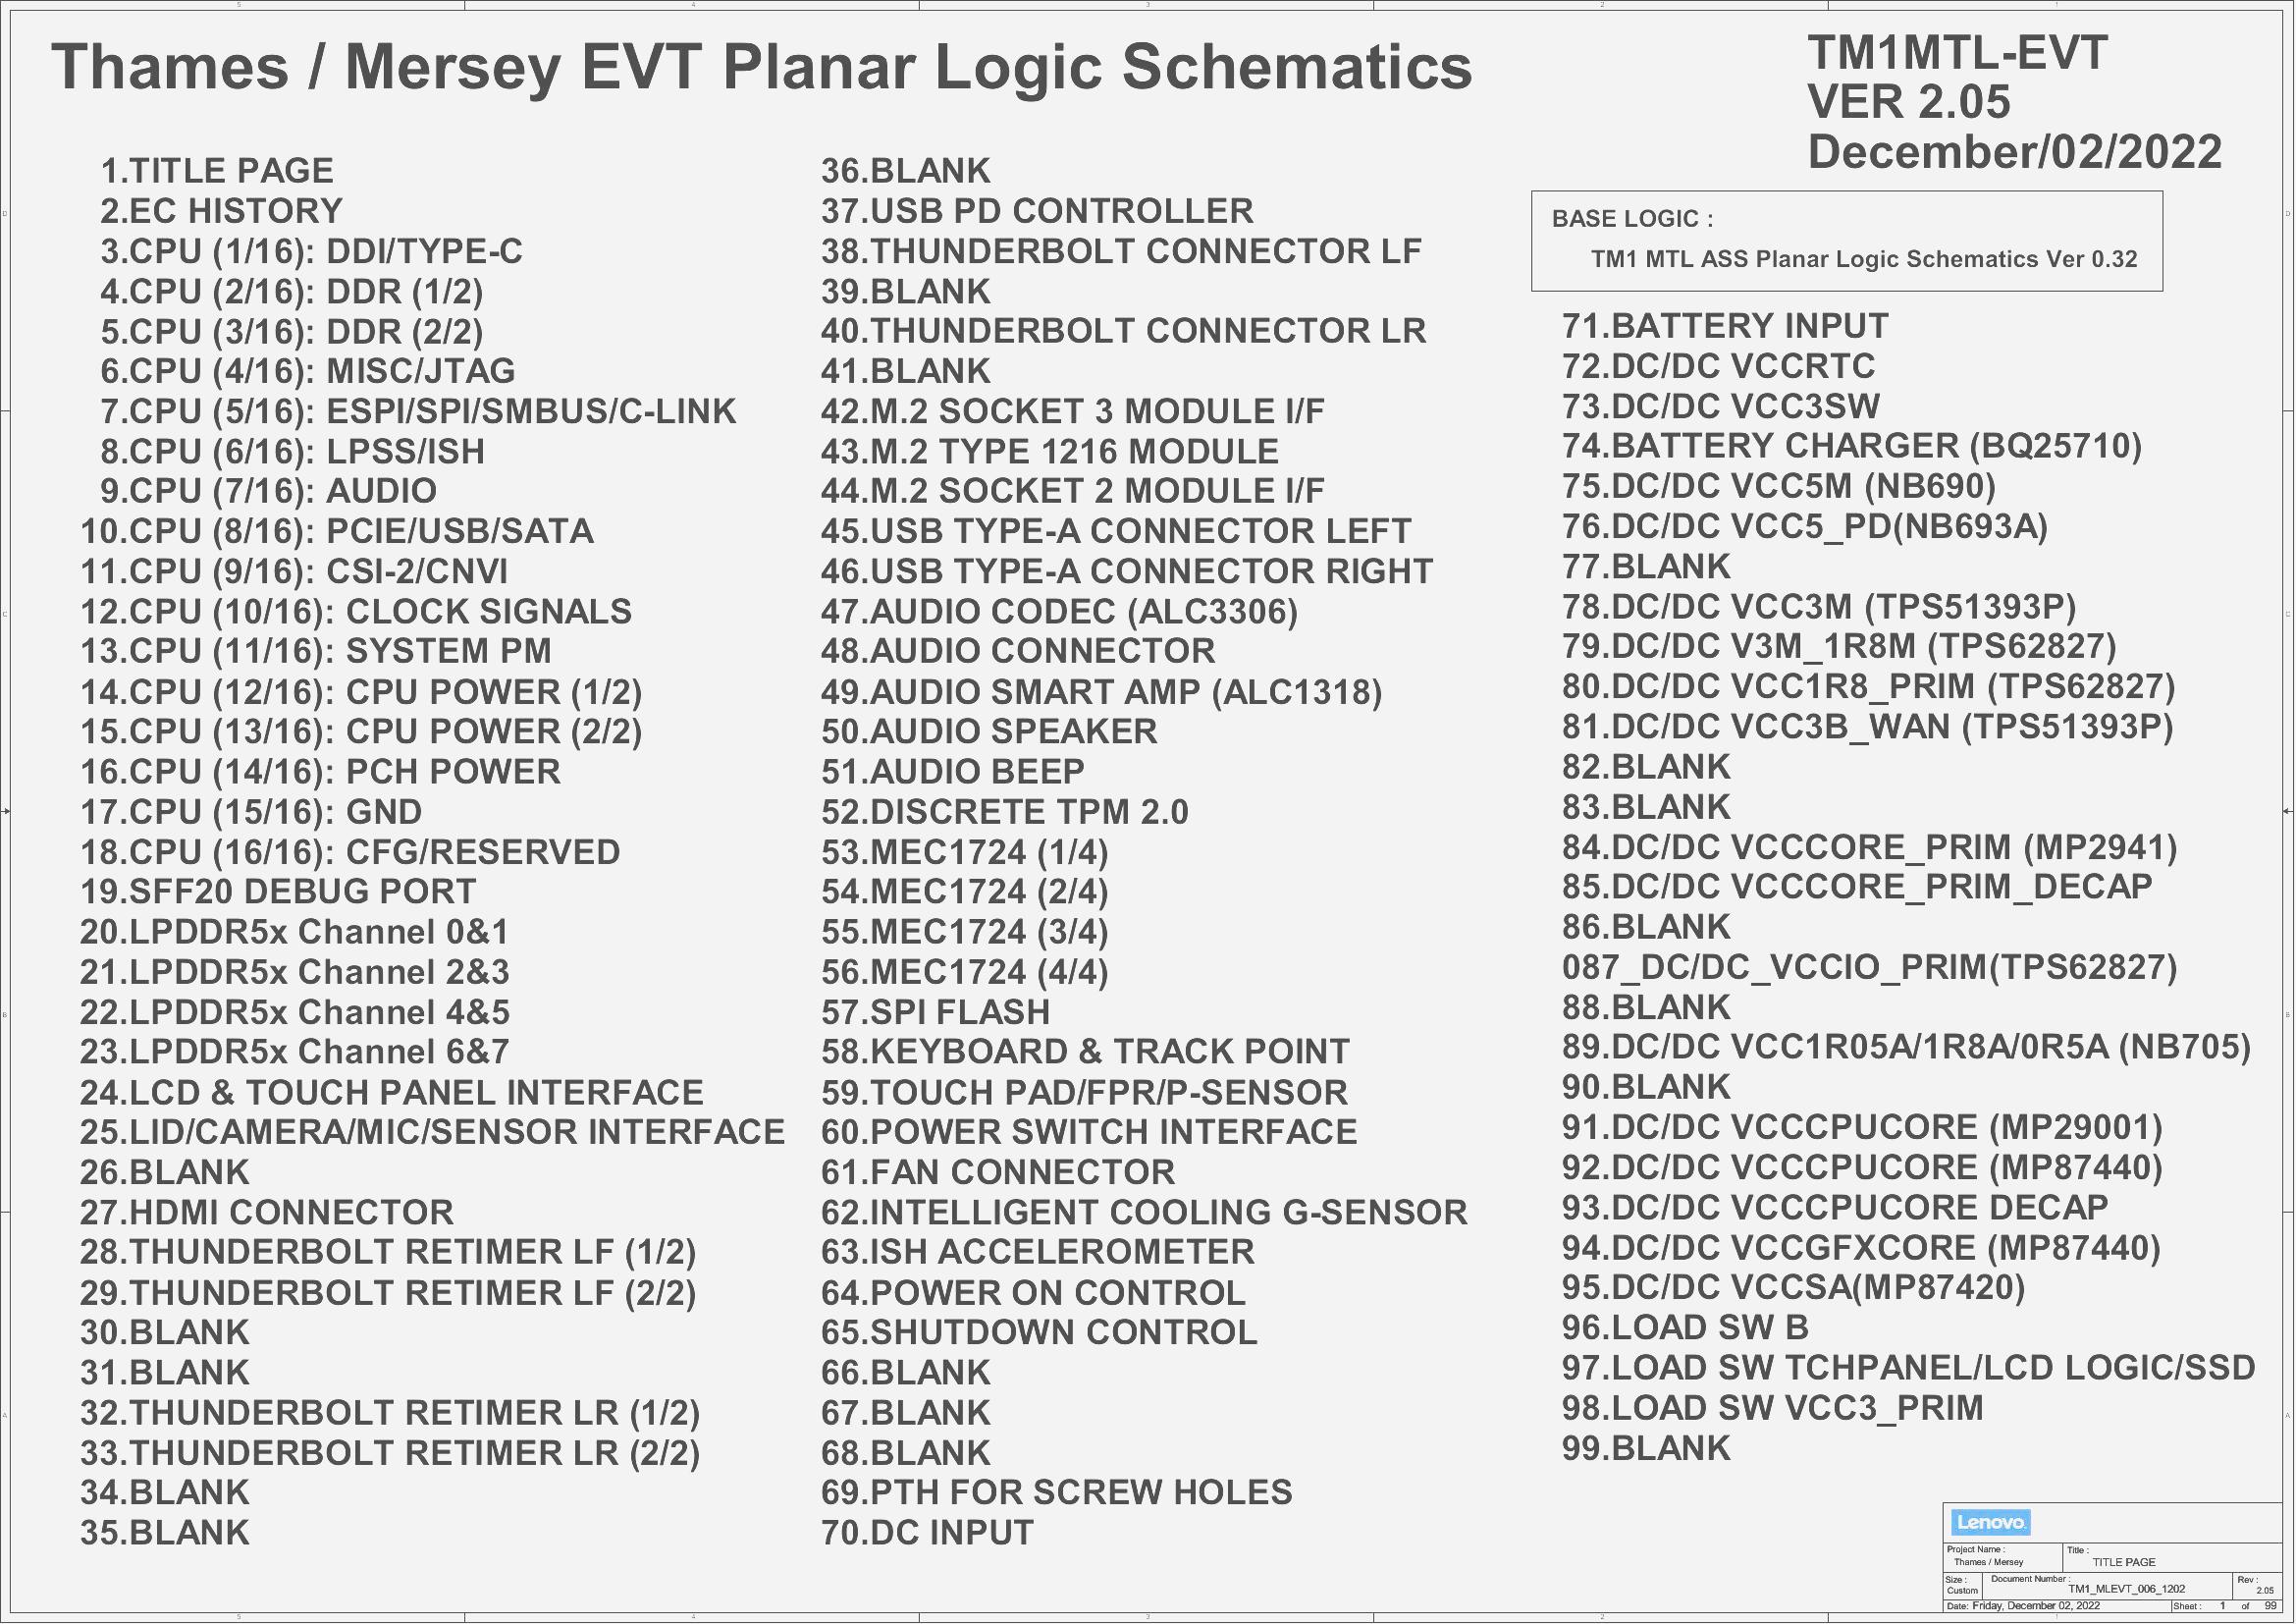 Thames / Mersey EVT Planar Logic Schematics
TM1MTL-EVT
VER 2.05
December/02/2022
BASE LOGIC :
TM1 MTL ASS Planar Logic Schematics Ver 0.32
1.TITLE PAGE
2.EC HISTORY
3.CPU (1/16): DDI/TYPE-C
4.CPU (2/16): DDR (1/2)
5.CPU (3/16): DDR (2/2)
6.CPU (4/16): MISC/JTAG
7.CPU (5/16): ESPI/SPI/SMBUS/C-LINK
8.CPU (6/16): LPSS/ISH
9.CPU (7/16): AUDIO
10.CPU (8/16): PCIE/USB/SATA
11.CPU (9/16): CSI-2/CNVI
12.CPU (10/16): CLOCK SIGNALS
13.CPU (11/16): SYSTEM PM
14.CPU (12/16): CPU POWER (1/2)
15.CPU (13/16): CPU POWER (2/2)
16.CPU (14/16): PCH POWER
17.CPU (15/16): GND
18.CPU (16/16): CFG/RESERVED
19.SFF20 DEBUG PORT
20.LPDDR5x Channel 0&1
21.LPDDR5x Channel 2&3
22.LPDDR5x Channel 4&5
23.LPDDR5x Channel 6&7
24.LCD & TOUCH PANEL INTERFACE
25.LID/CAMERA/MIC/SENSOR INTERFACE
26.BLANK
27.HDMI CONNECTOR
28.THUNDERBOLT RETIMER LF (1/2)
29.THUNDERBOLT RETIMER LF (2/2)
30.BLANK
31.BLANK
32.THUNDERBOLT RETIMER LR (1/2)
33.THUNDERBOLT RETIMER LR (2/2)
34.BLANK
35.BLANK
36.BLANK
37.USB PD CONTROLLER
38.THUNDERBOLT CONNECTOR LF
39.BLANK
40.THUNDERBOLT CONNECTOR LR
41.BLANK
42.M.2 SOCKET 3 MODULE I/F
43.M.2 TYPE 1216 MODULE
44.M.2 SOCKET 2 MODULE I/F
45.USB TYPE-A CONNECTOR LEFT
46.USB TYPE-A CONNECTOR RIGHT
47.AUDIO CODEC (ALC3306)
48.AUDIO CONNECTOR
49.AUDIO SMART AMP (ALC1318)
50.AUDIO SPEAKER
51.AUDIO BEEP
52.DISCRETE TPM 2.0
53.MEC1724 (1/4)
54.MEC1724 (2/4)
55.MEC1724 (3/4)
56.MEC1724 (4/4)
57.SPI FLASH
58.KEYBOARD & TRACK POINT
59.TOUCH PAD/FPR/P-SENSOR
60.POWER SWITCH INTERFACE
61.FAN CONNECTOR
62.INTELLIGENT COOLING G-SENSOR
63.ISH ACCELEROMETER
64.POWER ON CONTROL
65.SHUTDOWN CONTROL
66.BLANK
67.BLANK
68.BLANK
69.PTH FOR SCREW HOLES
70.DC INPUT
71.BATTERY INPUT
72.DC/DC VCCRTC
73.DC/DC VCC3SW
74.BATTERY CHARGER (BQ25710)
75.DC/DC VCC5M (NB690)
76.DC/DC VCC5_PD(NB693A)
77.BLANK
78.DC/DC VCC3M (TPS51393P)
79.DC/DC V3M_1R8M (TPS62827)
80.DC/DC VCC1R8_PRIM (TPS62827)
81.DC/DC VCC3B_WAN (TPS51393P)
82.BLANK
83.BLANK
84.DC/DC VCCCORE_PRIM (MP2941)
85.DC/DC VCCCORE_PRIM_DECAP
86.BLANK
087_DC/DC_VCCIO_PRIM(TPS62827)
88.BLANK
89.DC/DC VCC1R05A/1R8A/0R5A (NB705)
90.BLANK
91.DC/DC VCCCPUCORE (MP29001)
92.DC/DC VCCCPUCORE (MP87440)
93.DC/DC VCCCPUCORE DECAP
94.DC/DC VCCGFXCORE (MP87440)
95.DC/DC VCCSA(MP87420)
96.LOAD SW B
97.LOAD SW TCHPANEL/LCD LOGIC/SSD
98.LOAD SW VCC3_PRIM
99.BLANK
Lenovo
Project Name :
Thames / Mersey
Title :
TITLE PAGE
Size :
Custom
Document Number :
TM1_MLEVT_006_1202
Rev :
2.05
Date: Friday, December 02, 2022
Sheet : 1 of 99